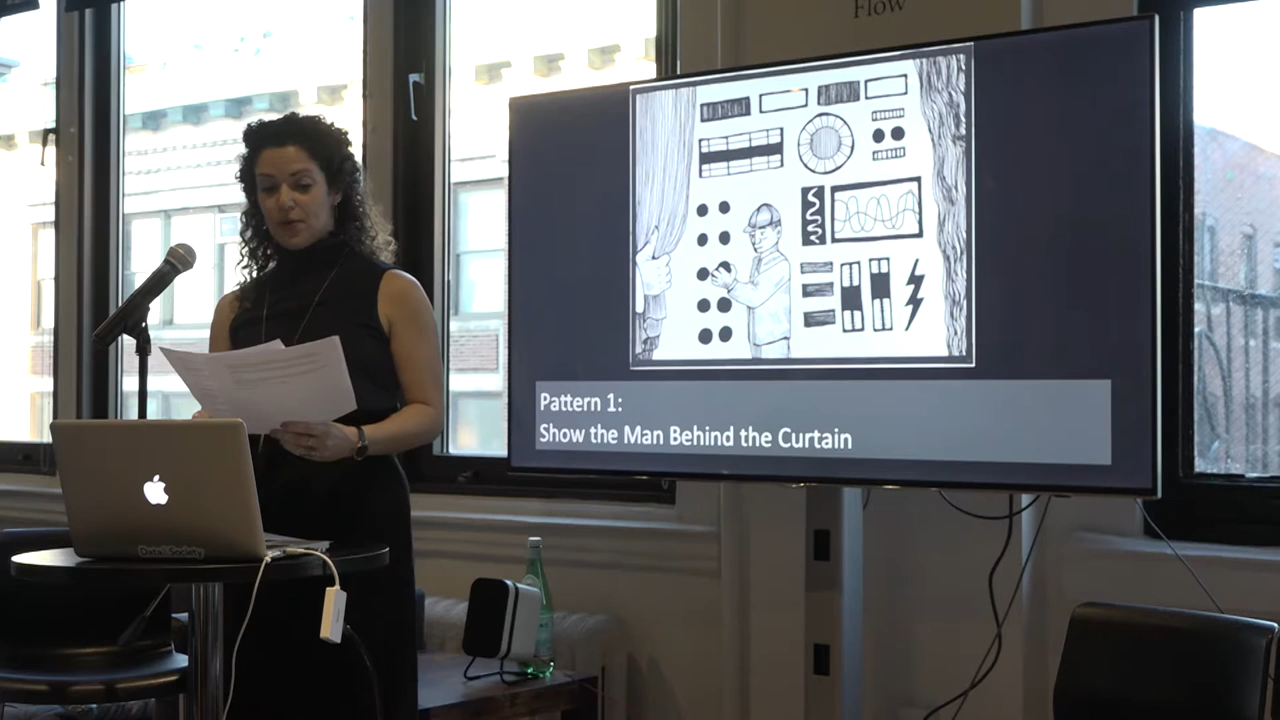 Flow
Pattern 1:
Show the Man Behind the Curtain
Data & Society